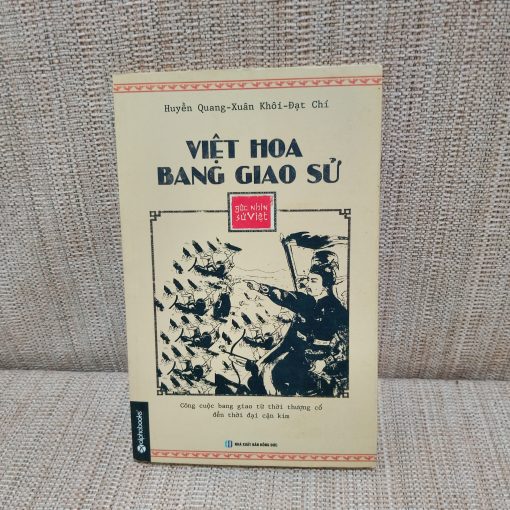 Huyền Quang-Xuân Khôi-Đạt Chí
VIỆT HOA
BANG GIAO SỬ
góc nhìn
sử việt
Công cuộc bang giao từ thời thượng cổ
đến thời đại cận kim
alphabooks
NHÀ XUẤT BẢN HỒNG ĐỨC